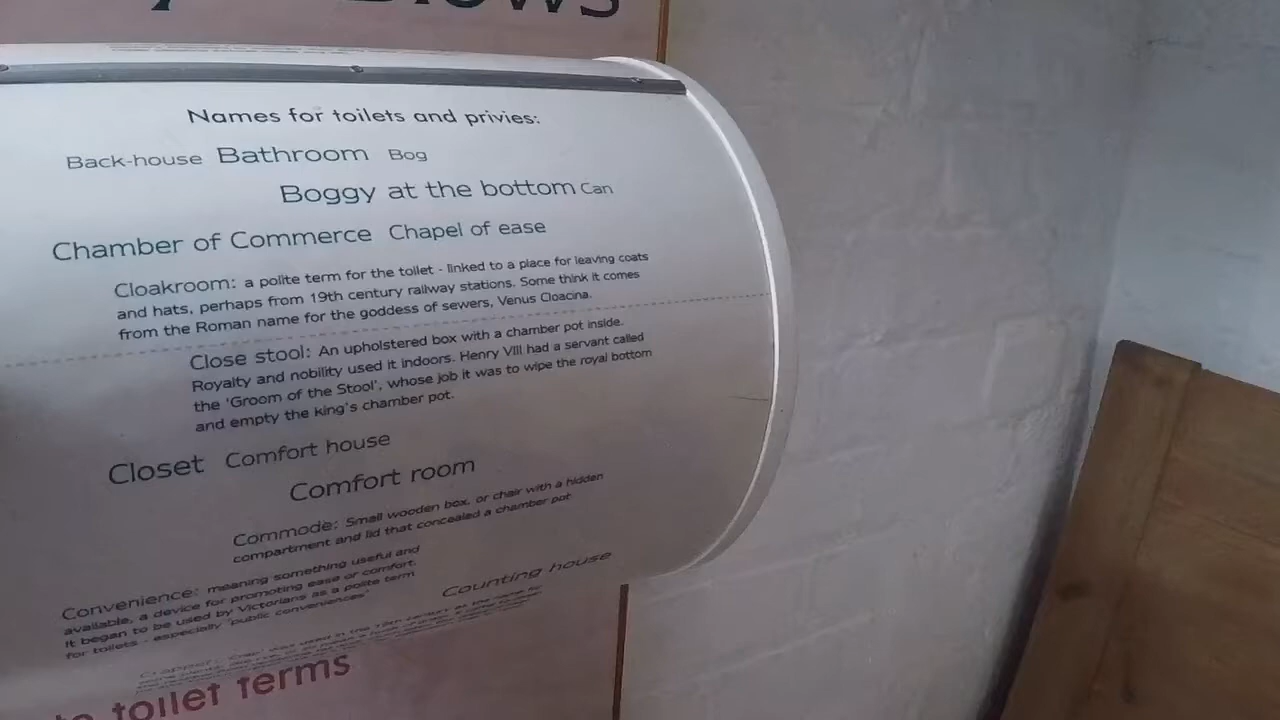 Names for toilets and privies:
Back-house Bathroom Bog
Boggy at the bottom Can
Chamber of Commerce Chapel of ease
Cloakroom: a polite term for the toilet - linked to a place for leaving coats
and hats, perhaps from 19th century railway stations. Some think it comes
from the Roman name for the goddess of sewers, Venus Cloacina.
Close stool: An upholstered box with a chamber pot inside.
Royalty and nobility used it indoors. Henry VIII had a servant called
the 'Groom of the Stool', whose job it was to wipe the royal bottom
and empty the king's chamber pot.
Closet Comfort house
Comfort room
Commode: Small wooden box, or chair with a hidden
compartment and lid that concealed a chamber pot
Convenience: meaning something useful and
available, a device for promoting ease or comfort.
It began to be used by Victorians as a polite term
for toilets - especially 'public conveniences'
Counting house
toilet terms